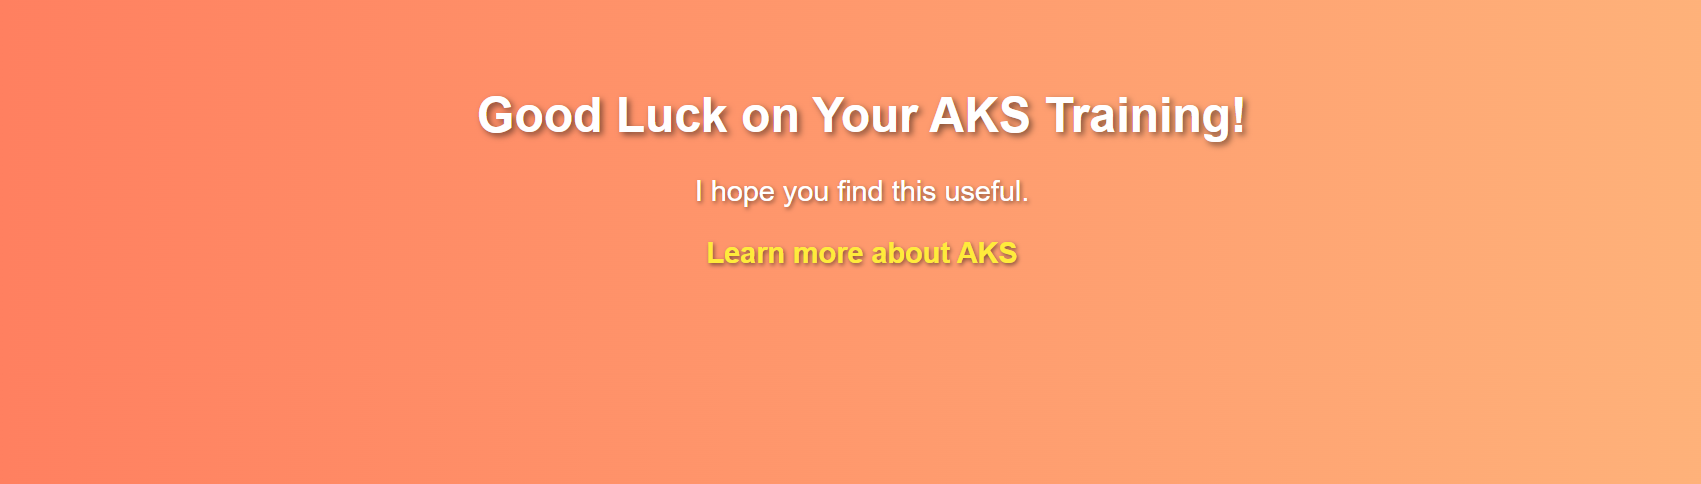 Good Luck on Your AKS Training!
I hope you find this useful.
Learn more about AKS